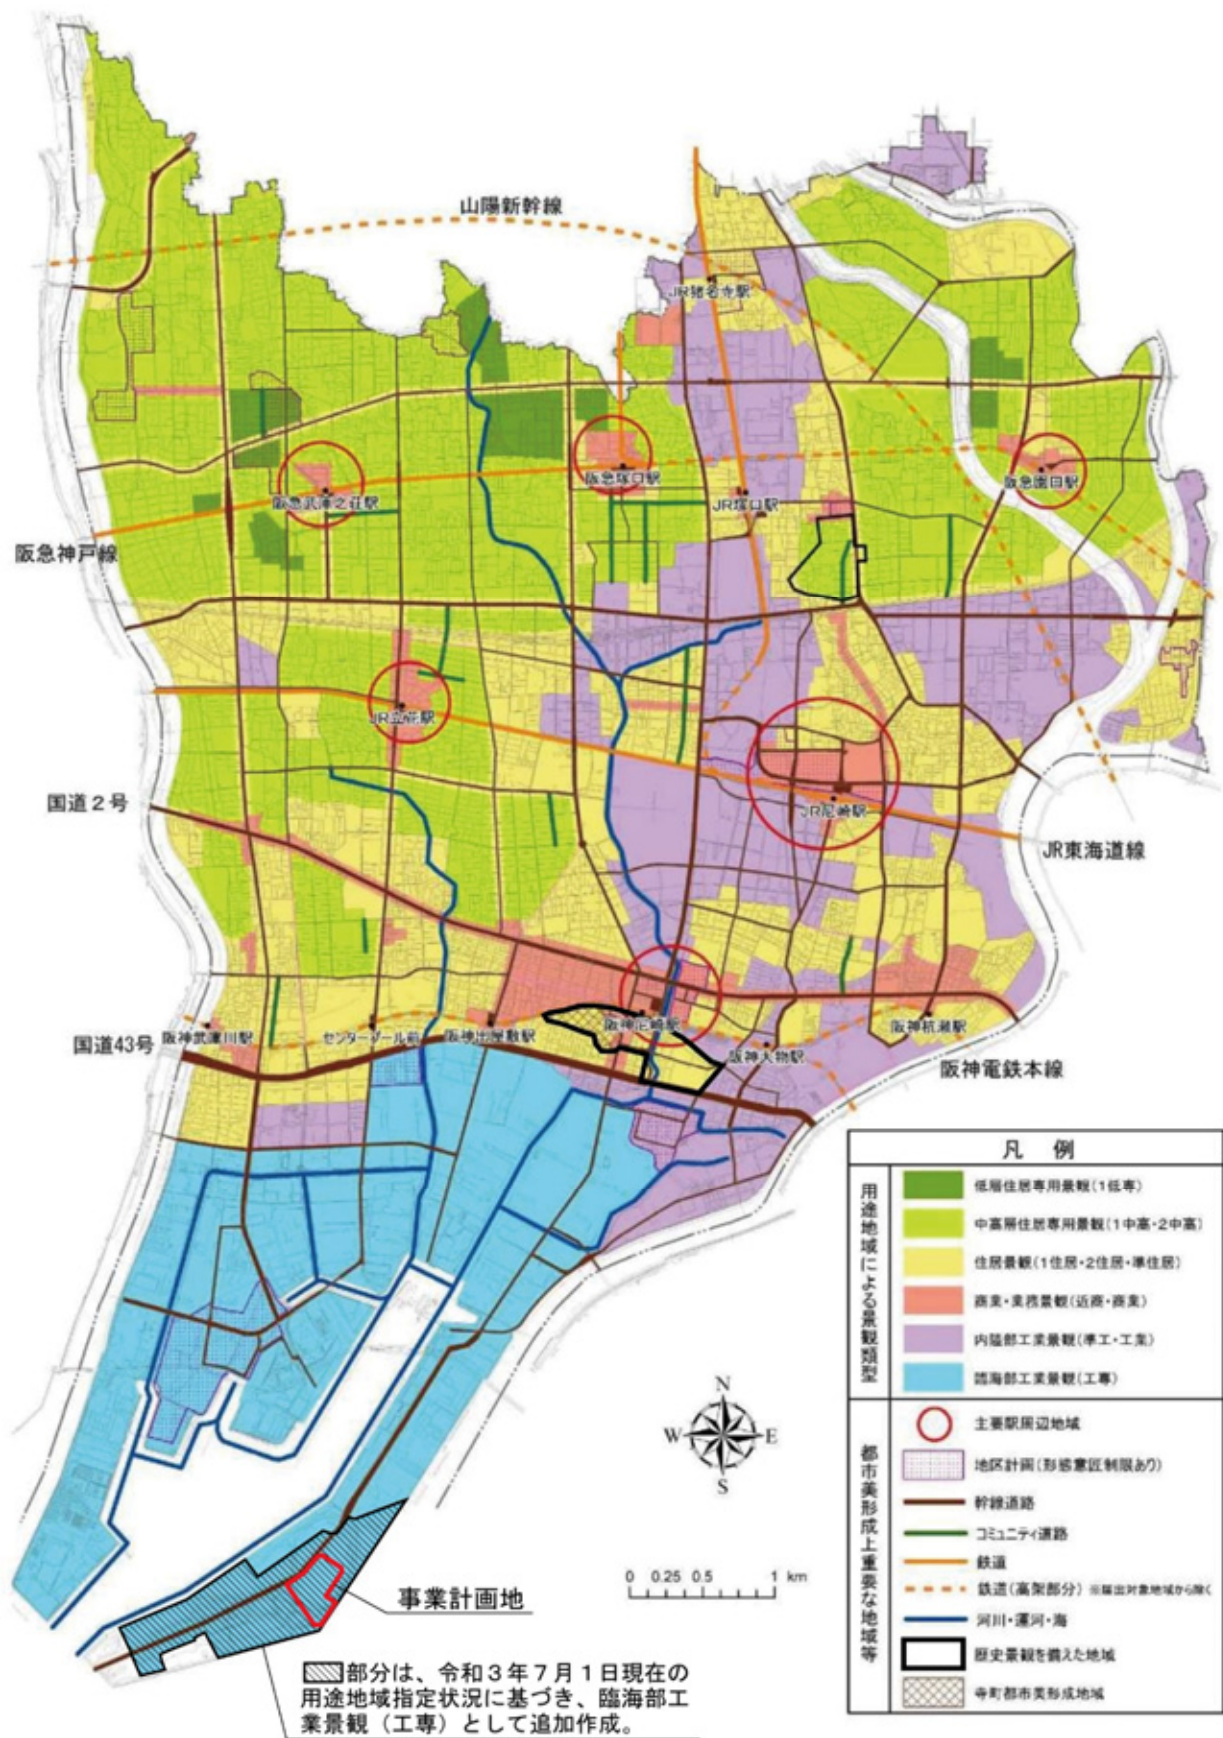 山陽新幹線
JR猪名寺駅
阪急塚口駅
阪急園田駅
阪急武庫之荘駅
JR塚口駅
阪急神戸線
JR立花駅
国道2号
JR尼崎駅
JR東海道線
国道43号
阪神武庫川駅
センタープール前
阪神出屋敷駅
阪神尼崎駅
阪神大物駅
阪神杭瀬駅
阪神電鉄本線
凡 例
用途地域による景観類型
低層住居専用景観(1低専)
中高層住居専用景観(1中高・2中高)
住居景観(1住居・2住居・準住居)
商業・業務景観(近商・商業)
内陸部工業景観(準工・工業)
臨海部工業景観(工専)
都市美形成上重要な地域等
主要駅周辺地域
地区計画(形態意匠制限あり)
幹線道路
コミュニティ道路
鉄道
鉄道(高架部分) ※届出対象地域から除く
河川・運河・海
歴史景観を備えた地域
寺町都市美形成地域
N
W E
S
0 0.25 0.5 1 km
事業計画地
部分は、令和3年7月1日現在の
用途地域指定状況に基づき、臨海部工
業景観（工専）として追加作成。